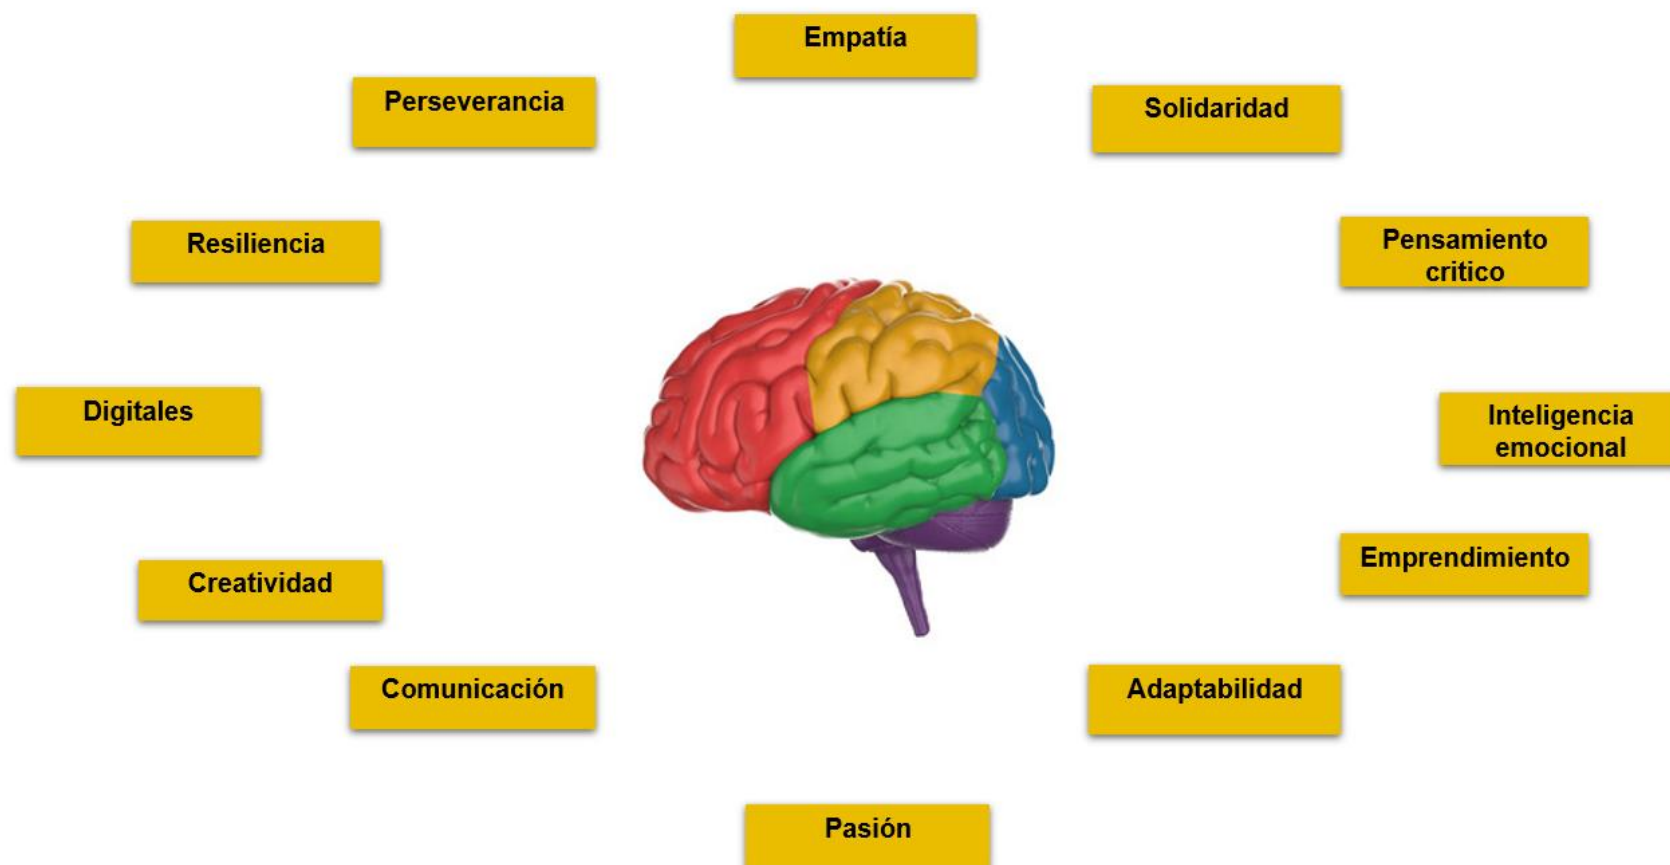 Empatía
Perseverancia
Solidaridad
Resiliencia
Pensamiento
critico
Digitales
Inteligencia
emocional
Creatividad
Emprendimiento
Comunicación
Adaptabilidad
Pasión